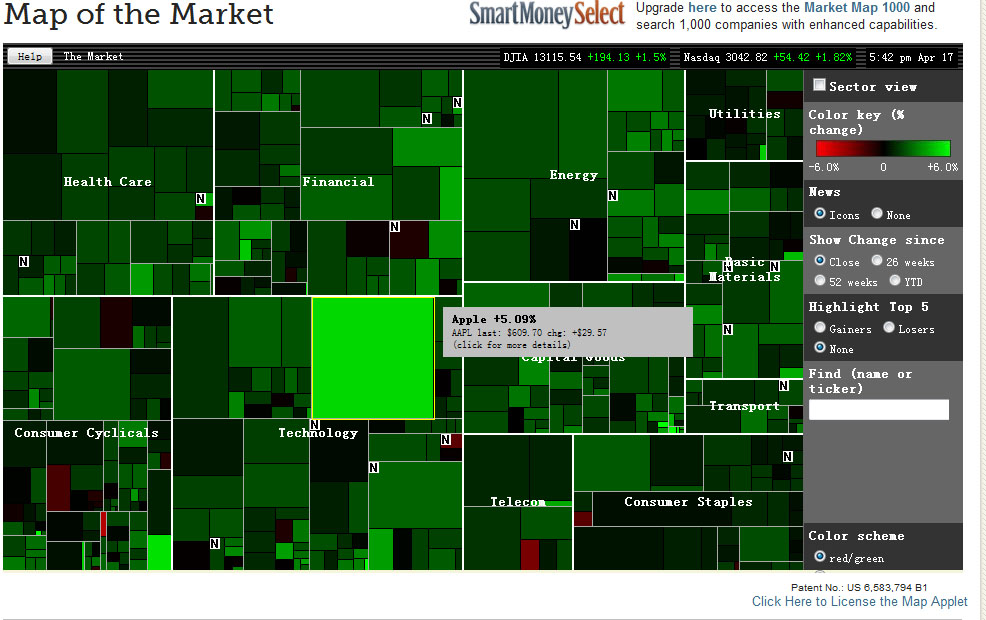 Map of the Market
SmartMoneySelect
Upgrade here to access the Market Map 1000 and
search 1,000 companies with enhanced capabilities.
Help The Market DJIA 13115.54 +194.13 +1.5% Nasdaq 3042.82 +54.42 +1.82% 5:42 pm Apr 17
Health Care
Financial
Energy
Utilities
Basic
Materials
N
N
N
N
N
N
N
N
N
N
Apple +5.09%
AAPL last: $609.70 chg: +$29.57
(click for more details)
Capital Goods
N
Transport
N
Consumer Cyclicals
N
Technology
N
N
N
Telecom
Consumer Staples
N
Sector view
Color key (%
change)
-6.0% 0 +6.0%
News
Icons None
Show Change since
Close 26 weeks
52 weeks YTD
Highlight Top 5
Gainers Losers
None
Find (name or
ticker)
Color scheme
red/green
Patent No.: US 6,583,794 B1
Click Here to License the Map Applet